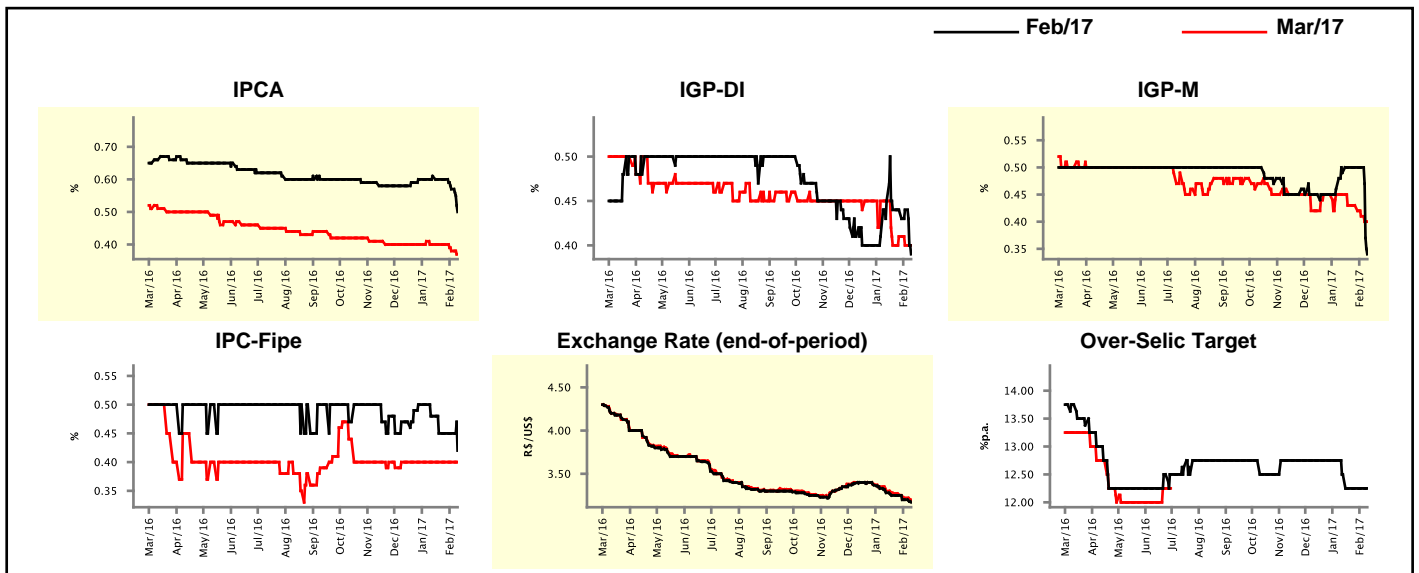 Feb/17 Mar/17
IPCA IGP-DI IGP-M
%
0.70
0.60
0.50
0.40
Mar/16 Apr/16 May/16 Jun/16 Jul/16 Aug/16 Sep/16 Oct/16 Nov/16 Dec/16 Jan/17 Feb/17
%
0.50
0.45
0.40
Mar/16 Apr/16 May/16 Jun/16 Jul/16 Aug/16 Sep/16 Oct/16 Nov/16 Dec/16 Jan/17 Feb/17
%
0.55
0.50
0.45
0.40
0.35
Mar/16 Apr/16 May/16 Jun/16 Jul/16 Aug/16 Sep/16 Oct/16 Nov/16 Dec/16 Jan/17 Feb/17
IPC-Fipe Exchange Rate (end-of-period) Over-Selic Target
%
0.55
0.50
0.45
0.40
0.35
Mar/16 Apr/16 May/16 Jun/16 Jul/16 Aug/16 Sep/16 Oct/16 Nov/16 Dec/16 Jan/17 Feb/17
R$/US$
4.50
4.00
3.50
Mar/16 Apr/16 May/16 Jun/16 Jul/16 Aug/16 Sep/16 Oct/16 Nov/16 Dec/16 Jan/17 Feb/17
%p.a.
14.00
13.50
13.00
12.50
12.00
Mar/16 Apr/16 May/16 Jun/16 Jul/16 Aug/16 Sep/16 Oct/16 Nov/16 Dec/16 Jan/17 Feb/17